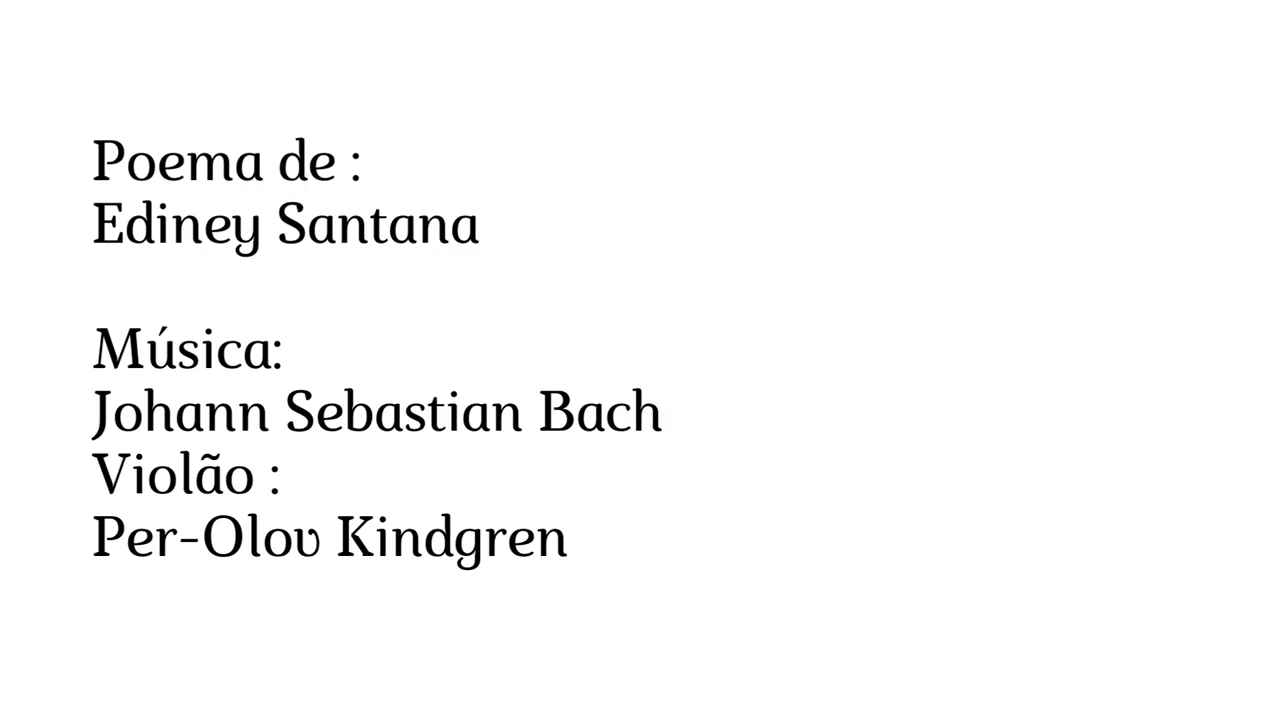 Poema de :
Ediney Santana
Música:
Johann Sebastian Bach
Violão :
Per-Olov Kindgren